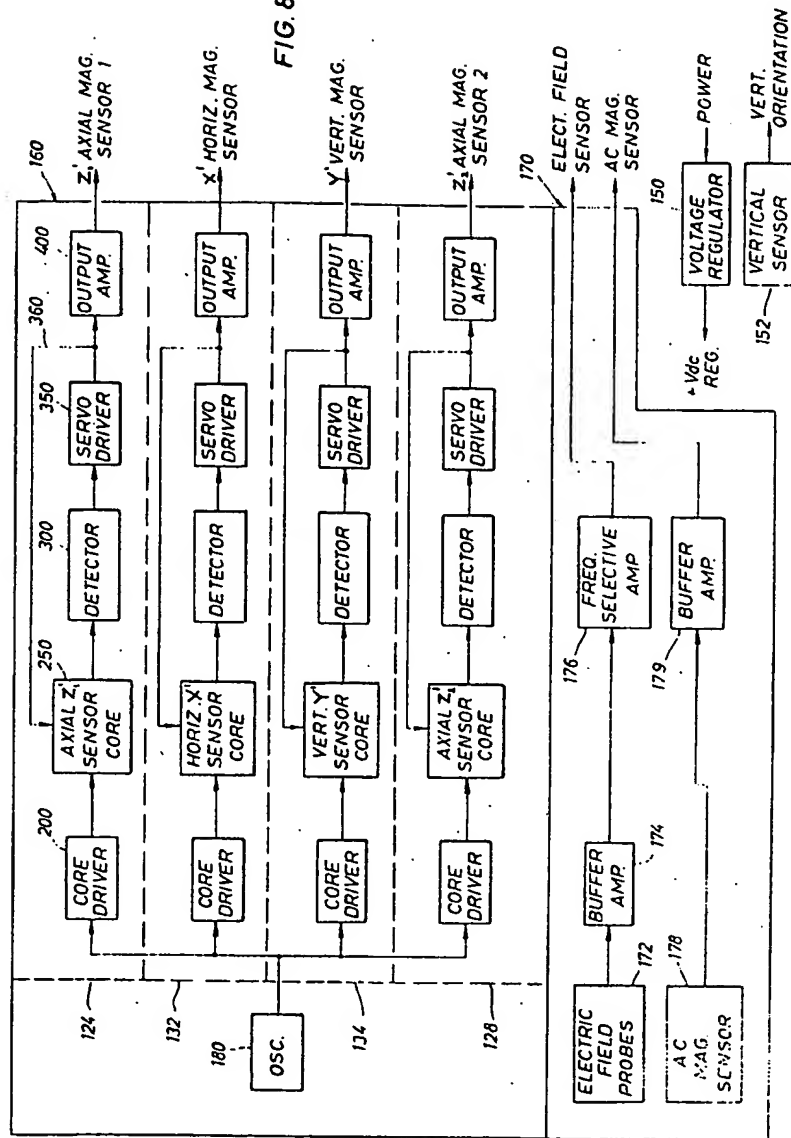 FIG. 8
160
400
360
350
300
250
200
CORE
DRIVER
AXIAL Z₁'
SENSOR
CORE
DETECTOR
SERVO
DRIVER
OUTPUT
AMP.
Z₁' AXIAL MAG.
SENSOR 1
124
CORE
DRIVER
HORIZ. X'
SENSOR
CORE
DETECTOR
SERVO
DRIVER
OUTPUT
AMP.
X' HORIZ. MAG.
SENSOR
132
CORE
DRIVER
VERT. Y'
SENSOR
CORE
DETECTOR
SERVO
DRIVER
OUTPUT
AMP.
Y' VERT. MAG.
SENSOR
134
CORE
DRIVER
AXIAL Z₂'
SENSOR
CORE
DETECTOR
SERVO
DRIVER
OUTPUT
AMP.
Z₂' AXIAL MAG.
SENSOR 2
128
180
OSC.
170
ELECTRIC
FIELD
PROBES
172
BUFFER
AMP.
174
FREQ.
SELECTIVE
AMP
176
ELECT. FIELD
SENSOR
AC
MAG.
SENSOR
178
BUFFER
AMP.
179
AC MAG.
SENSOR
+Vdc
REG.
VOLTAGE
REGULATOR
150
POWER
VERTICAL
SENSOR
152
VERT.
ORIENTATION